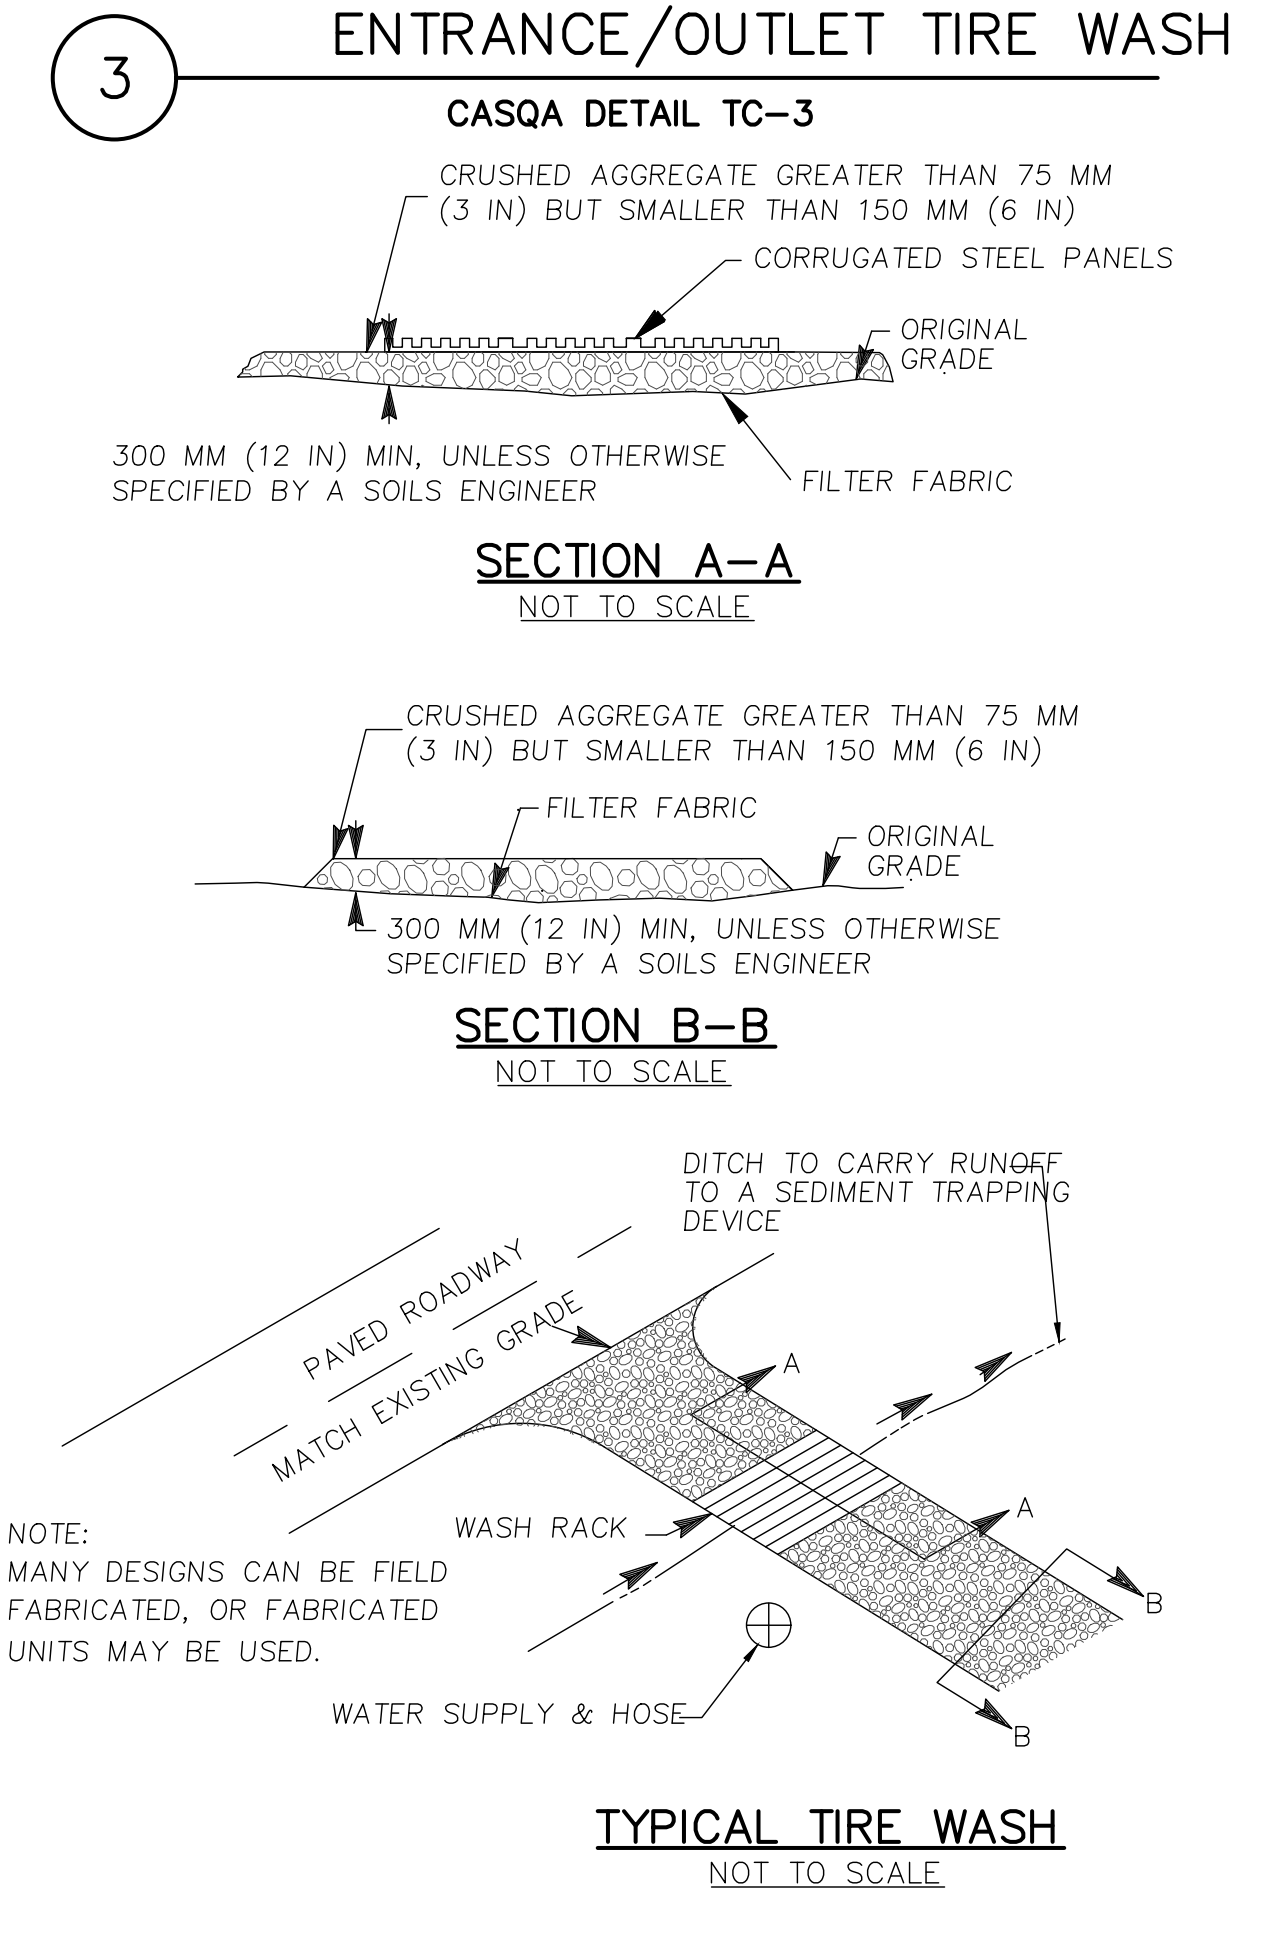 3
ENTRANCE/OUTLET TIRE WASH
CASQA DETAIL TC-3
CRUSHED AGGREGATE GREATER THAN 75 MM
(3 IN) BUT SMALLER THAN 150 MM (6 IN)
CORRUGATED STEEL PANELS
ORIGINAL
GRADE
300 MM (12 IN) MIN, UNLESS OTHERWISE
SPECIFIED BY A SOILS ENGINEER
FILTER FABRIC
SECTION A-A
NOT TO SCALE
CRUSHED AGGREGATE GREATER THAN 75 MM
(3 IN) BUT SMALLER THAN 150 MM (6 IN)
FILTER FABRIC
ORIGINAL
GRADE
300 MM (12 IN) MIN, UNLESS OTHERWISE
SPECIFIED BY A SOILS ENGINEER
SECTION B-B
NOT TO SCALE
DITCH TO CARRY RUNOFF
TO A SEDIMENT TRAPPING
DEVICE
PAVED ROADWAY
MATCH EXISTING GRADE
A
A
WASH RACK
NOTE:
MANY DESIGNS CAN BE FIELD
FABRICATED, OR FABRICATED
UNITS MAY BE USED.
B
WATER SUPPLY & HOSE
B
TYPICAL TIRE WASH
NOT TO SCALE